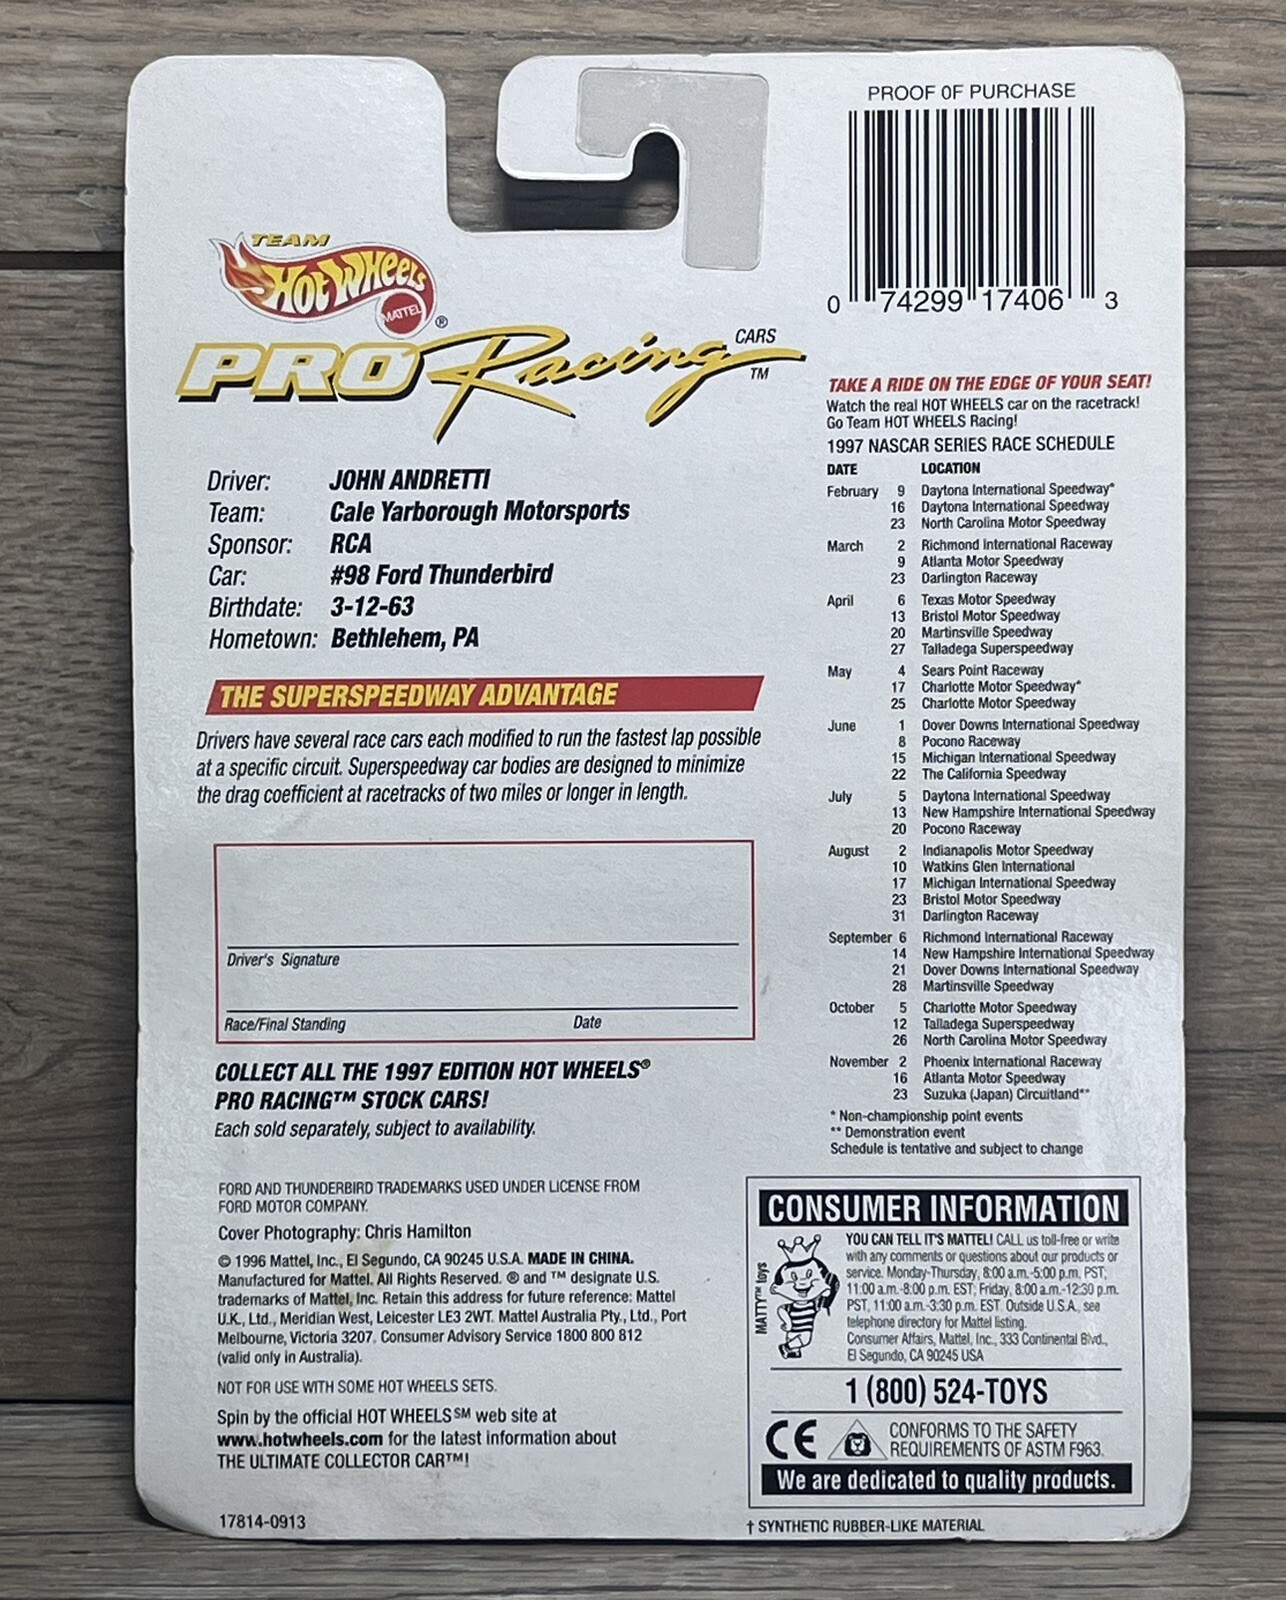 PROOF OF PURCHASE
0 74299 17406 3
TEAM
HOT WHEELS
MATTEL
®
PRO Racing CARS
TM
Driver: JOHN ANDRETTI
Team: Cale Yarborough Motorsports
Sponsor: RCA
Car: #98 Ford Thunderbird
Birthdate: 3-12-63
Hometown: Bethlehem, PA
THE SUPERSPEEDWAY ADVANTAGE
Drivers have several race cars each modified to run the fastest lap possible
at a specific circuit. Superspeedway car bodies are designed to minimize
the drag coefficient at racetracks of two miles or longer in length.
Driver's Signature
Race/Final Standing Date
COLLECT ALL THE 1997 EDITION HOT WHEELS®
PRO RACING™ STOCK CARS!
Each sold separately, subject to availability.
FORD AND THUNDERBIRD TRADEMARKS USED UNDER LICENSE FROM
FORD MOTOR COMPANY.
Cover Photography: Chris Hamilton
© 1996 Mattel, Inc., El Segundo, CA 90245 U.S.A. MADE IN CHINA.
Manufactured for Mattel. All Rights Reserved. ® and ™ designate U.S.
trademarks of Mattel, Inc. Retain this address for future reference: Mattel
U.K., Ltd., Meridian West, Leicester LE3 2WT. Mattel Australia Pty., Ltd., Port
Melbourne, Victoria 3207. Consumer Advisory Service 1800 800 812
(valid only in Australia).
NOT FOR USE WITH SOME HOT WHEELS SETS.
Spin by the official HOT WHEELS℠ web site at
www.hotwheels.com for the latest information about
THE ULTIMATE COLLECTOR CAR™!
17814-0913
TAKE A RIDE ON THE EDGE OF YOUR SEAT!
Watch the real HOT WHEELS car on the racetrack!
Go Team HOT WHEELS Racing!
1997 NASCAR SERIES RACE SCHEDULE
DATE LOCATION
February 9 Daytona International Speedway*
16 Daytona International Speedway
23 North Carolina Motor Speedway
March 2 Richmond International Raceway
9 Atlanta Motor Speedway
23 Darlington Raceway
April 6 Texas Motor Speedway
13 Bristol Motor Speedway
20 Martinsville Speedway
27 Talladega Superspeedway
May 4 Sears Point Raceway
17 Charlotte Motor Speedway*
25 Charlotte Motor Speedway
June 1 Dover Downs International Speedway
8 Pocono Raceway
15 Michigan International Speedway
22 The California Speedway
July 5 Daytona International Speedway
13 New Hampshire International Speedway
20 Pocono Raceway
August 2 Indianapolis Motor Speedway
10 Watkins Glen International
17 Michigan International Speedway
23 Bristol Motor Speedway
31 Darlington Raceway
September 6 Richmond International Raceway
14 New Hampshire International Speedway
21 Dover Downs International Speedway
28 Martinsville Speedway
October 5 Charlotte Motor Speedway
12 Talladega Superspeedway
26 North Carolina Motor Speedway
November 2 Phoenix International Raceway
16 Atlanta Motor Speedway
23 Suzuka (Japan) Circuitland**
* Non-championship point events
** Demonstration event
Schedule is tentative and subject to change
CONSUMER INFORMATION
MATTY™ toys
YOU CAN TELL IT'S MATTEL! CALL us toll-free or write
with any comments or questions about our products or
service. Monday-Thursday, 8:00 a.m.-5:00 p.m. PST,
11:00 a.m.-8:00 p.m. EST; Friday, 8:00 a.m.-12:30 p.m.
PST, 11:00 a.m.-3:30 p.m. EST. Outside U.S.A., see
telephone directory for Mattel listing.
Consumer Affairs, Mattel, Inc., 333 Continental Blvd.,
El Segundo, CA 90245 USA
1 (800) 524-TOYS
CE
CONFORMS TO THE SAFETY
REQUIREMENTS OF ASTM F963.
We are dedicated to quality products.
† SYNTHETIC RUBBER-LIKE MATERIAL